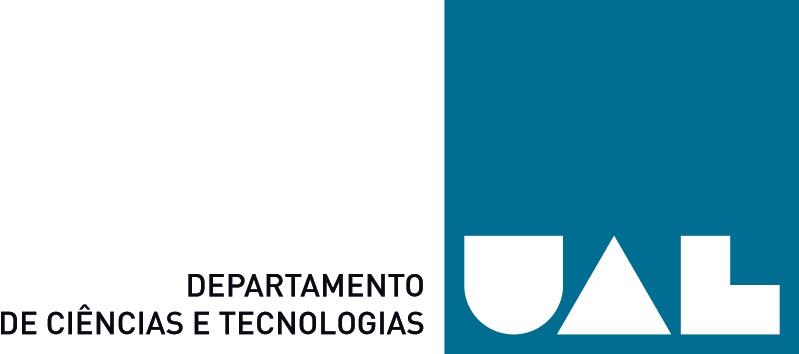 DEPARTAMENTO
DE CIÊNCIAS E TECNOLOGIAS
UAL